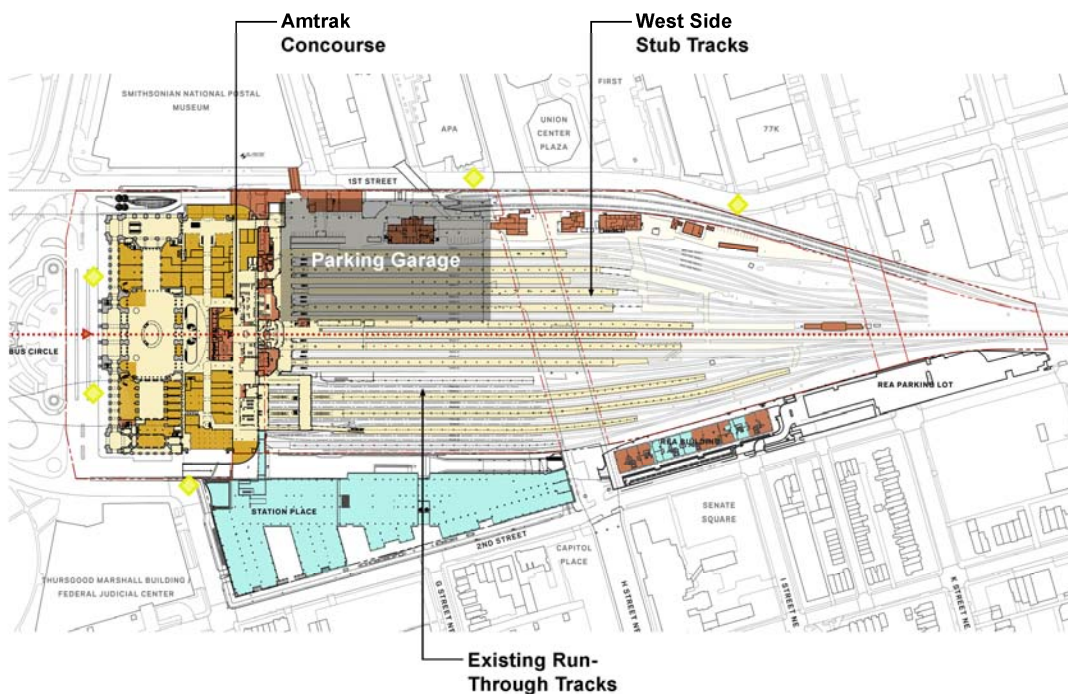 Amtrak
Concourse
West Side
Stub Tracks
SMITHSONIAN NATIONAL POSTAL
MUSEUM
FIRST
APA
UNION
CENTER
PLAZA
77K
1ST STREET
Parking Garage
BUS CIRCLE
REA PARKING LOT
REA BUILDING
STATION PLACE
SENATE
SQUARE
2ND STREET
CAPITOL
PLACE
THURSGOOD MARSHALL BUILDING /
FEDERAL JUDICIAL CENTER
G STREET NE
H STREET NE
I STREET NE
K STREET NE
Existing Run-
Through Tracks